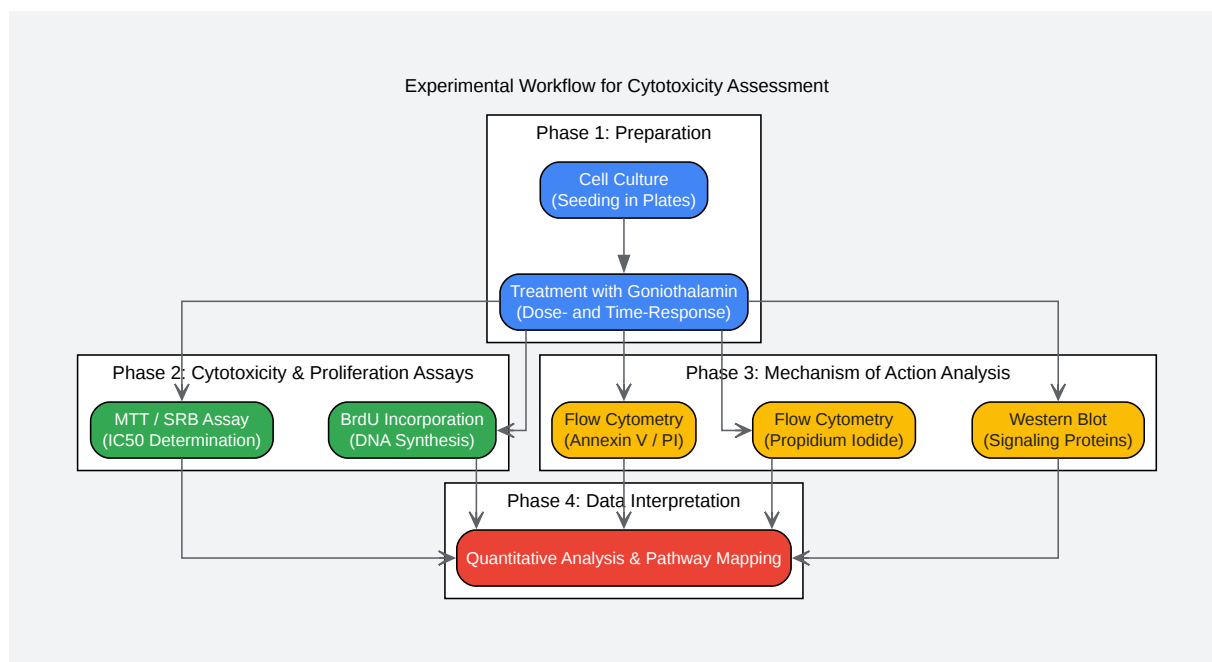 Experimental Workflow for Cytotoxicity Assessment
Phase 1: Preparation
Cell Culture
(Seeding in Plates)
Treatment with Goniothalamin
(Dose- and Time-Response)
Phase 2: Cytotoxicity & Proliferation Assays
MTT / SRB Assay
(IC50 Determination)
BrdU Incorporation
(DNA Synthesis)
Phase 3: Mechanism of Action Analysis
Flow Cytometry
(Annexin V / PI)
Flow Cytometry
(Propidium Iodide)
Western Blot
(Signaling Proteins)
Phase 4: Data Interpretation
Quantitative Analysis & Pathway Mapping